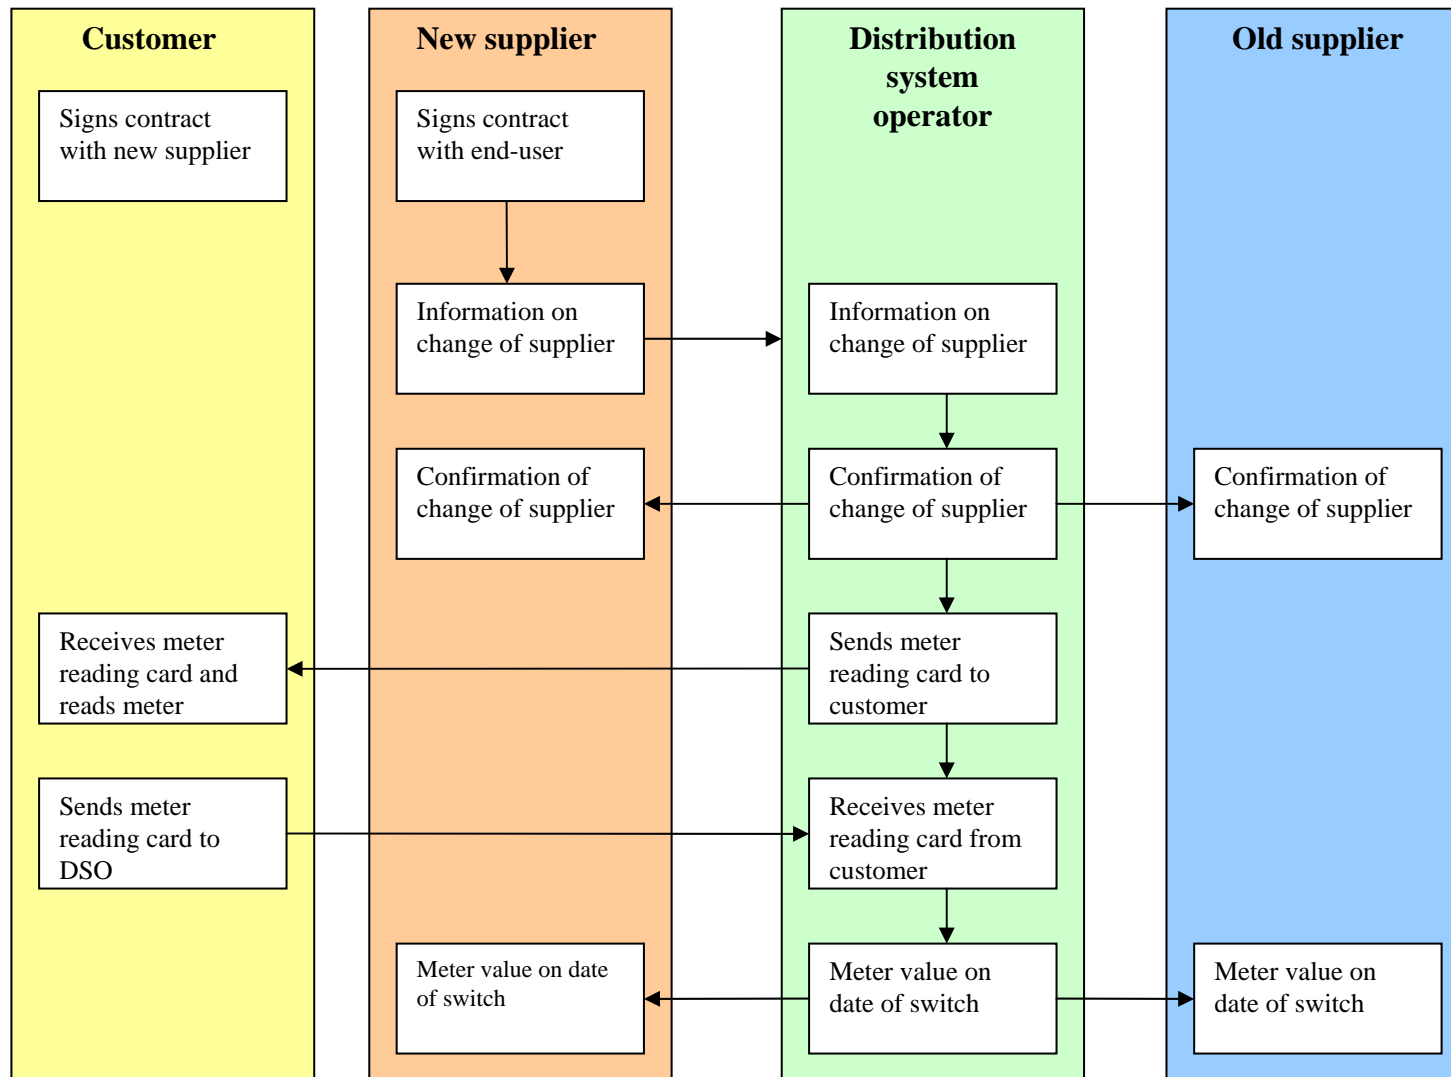 Customer
New supplier
Distribution
system
operator
Old supplier
Signs contract
with new supplier
Signs contract
with end-user
Information on
change of supplier
Information on
change of supplier
Confirmation of
change of supplier
Confirmation of
change of supplier
Confirmation of
change of supplier
Receives meter
reading card and
reads meter
Sends meter
reading card to
customer
Sends meter
reading card to
DSO
Receives meter
reading card from
customer
Meter value on date
of switch
Meter value on
date of switch
Meter value on
date of switch